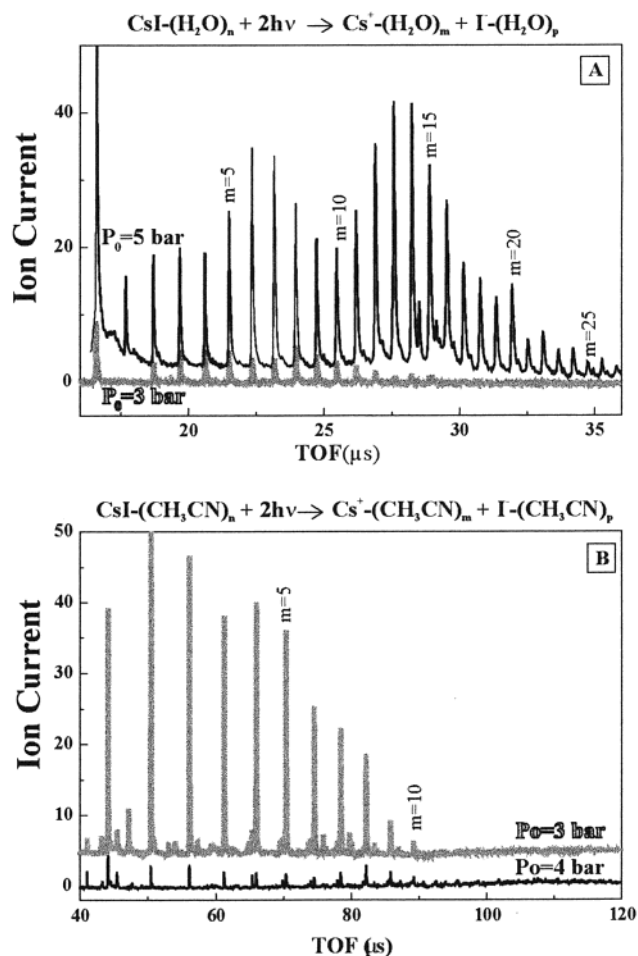 CsI-(H₂O)ₙ + 2hν → Cs⁺-(H₂O)ₘ + I⁻-(H₂O)ₚ
A
Ion Current
40
20
0
P₀=5 bar
P₀=3 bar
m=5
m=10
m=15
m=20
m=25
20
25
30
35
TOF(μs)
CsI-(CH₃CN)ₙ + 2hν → Cs⁺-(CH₃CN)ₘ + I⁻-(CH₃CN)ₚ
B
Ion Current
50
40
30
20
10
0
m=5
m=10
Po=3 bar
Po=4 bar
40
60
80
100
120
TOF (μs)